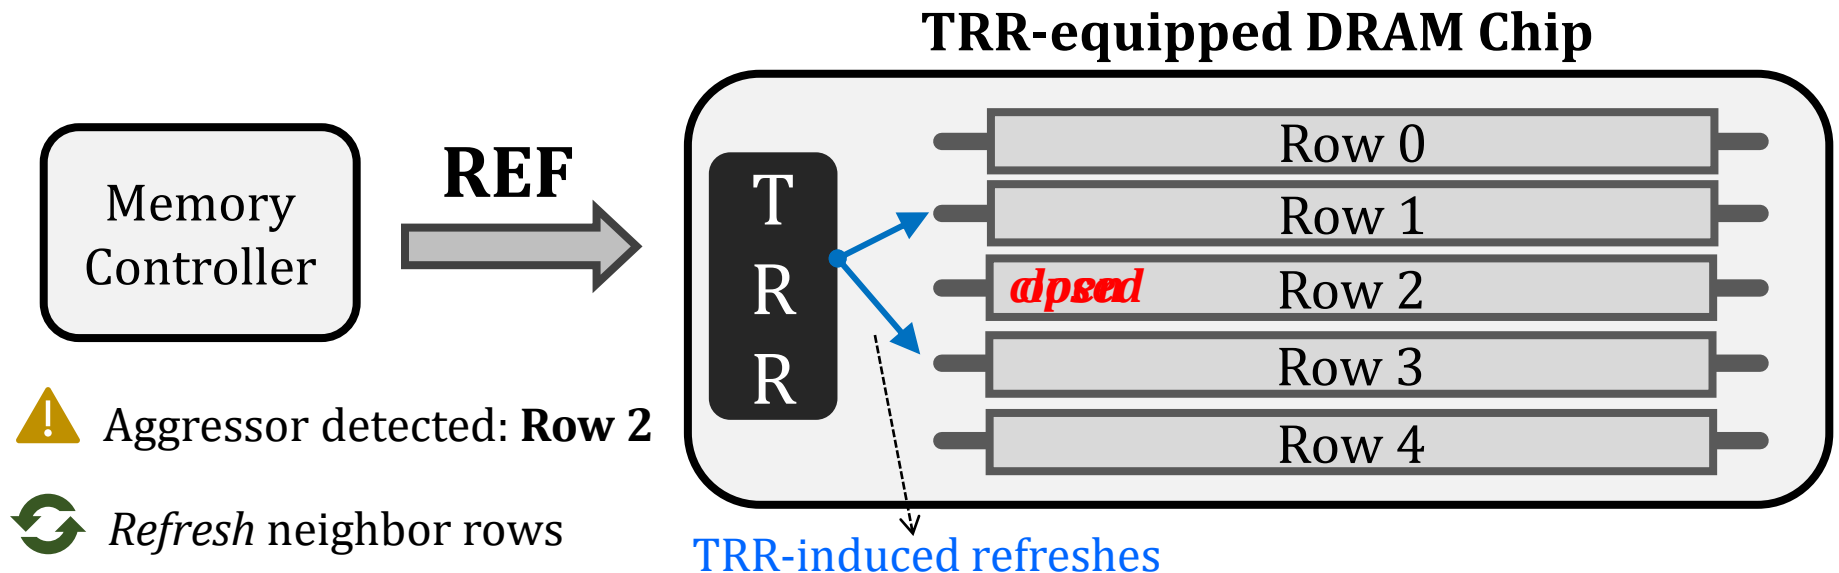 TRR-equipped DRAM Chip
Memory
Controller
REF
T
R
R
Row 0
Row 1
Row 2
Row 3
Row 4
Aggressor detected: Row 2
Refresh neighbor rows
TRR-induced refreshes